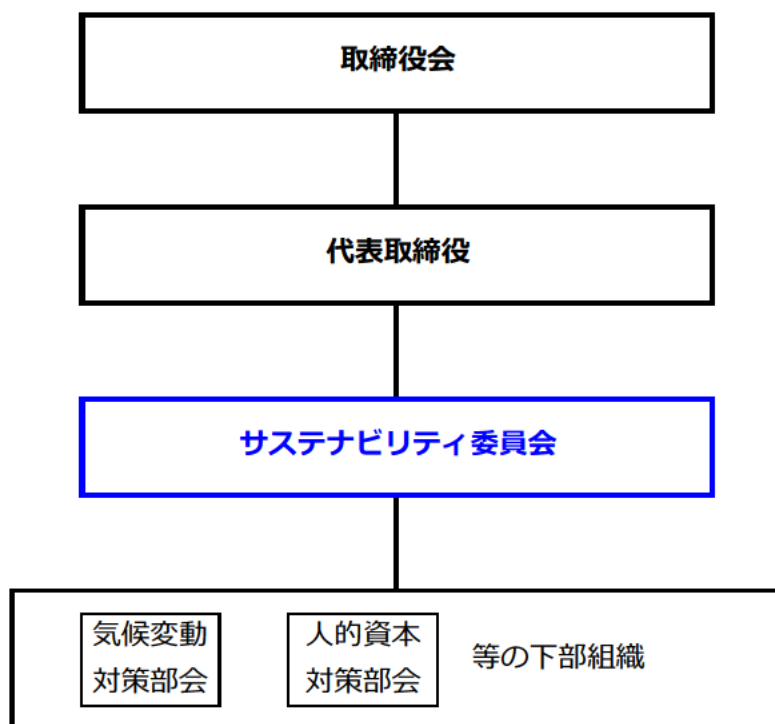 取締役会
代表取締役
サステナビリティ委員会
気候変動
対策部会
人的資本
対策部会
等の下部組織